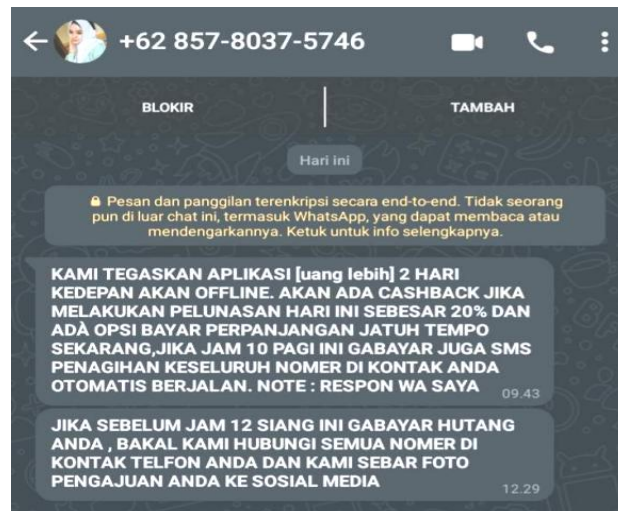 +62 857-8037-5746
BLOKIR
TAMBAH
Hari ini
Pesan dan panggilan terenkripsi secara end-to-end. Tidak seorang
pun di luar chat ini, termasuk WhatsApp, yang dapat membaca atau
mendengarkannya. Ketuk untuk info selengkapnya.
KAMI TEGASKAN APLIKASI [uang lebih] 2 HARI
KEDEPAN AKAN OFFLINE. AKAN ADA CASHBACK JIKA
MELAKUKAN PELUNASAN HARI INI SEBESAR 20% DAN
ADÀ OPSI BAYAR PERPANJANGAN JATUH TEMPO
SEKARANG,JIKA JAM 10 PAGI INI GABAYAR JUGA SMS
PENAGIHAN KESELURUH NOMER DI KONTAK ANDA
OTOMATIS BERJALAN. NOTE : RESPON WA SAYA
09.43
JIKA SEBELUM JAM 12 SIANG INI GABAYAR HUTANG
ANDA , BAKAL KAMI HUBUNGI SEMUA NOMER DI
KONTAK TELFON ANDA DAN KAMI SEBAR FOTO
PENGAJUAN ANDA KE SOSIAL MEDIA
12.29